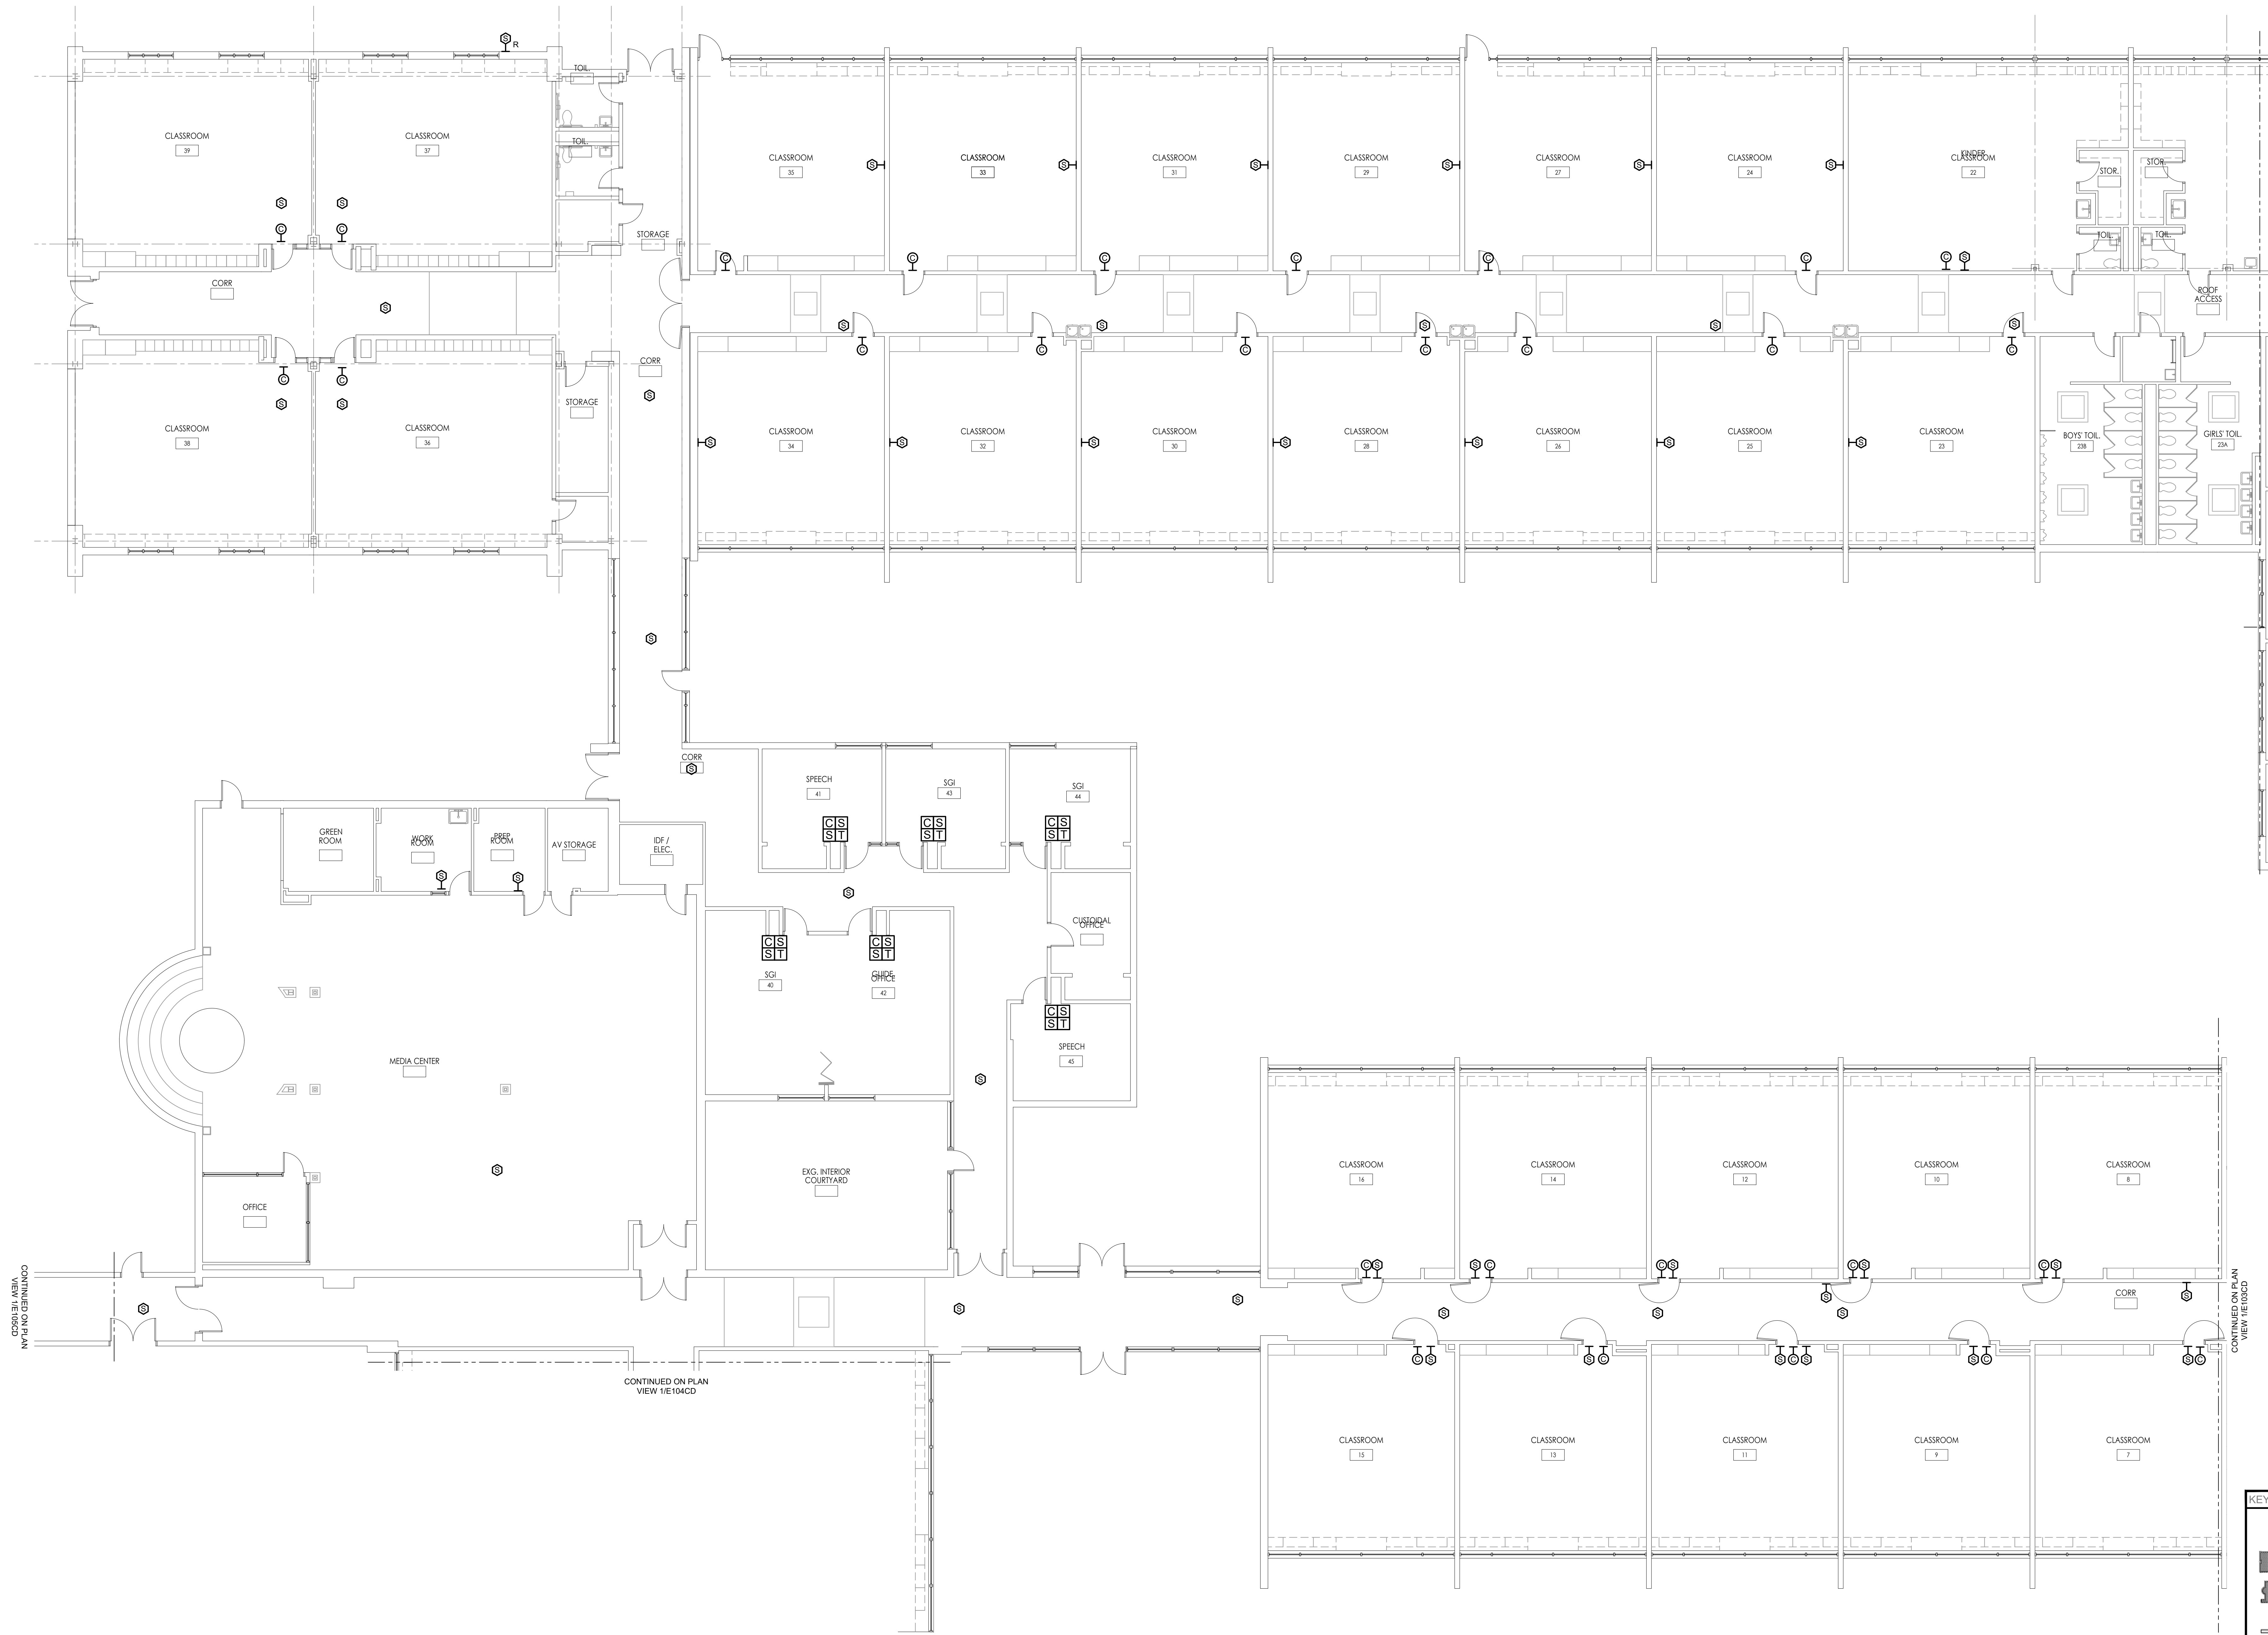 S
R
TOIL.
CLASSROOM
39
CLASSROOM
37
TOIL.
CLASSROOM
35
CLASSROOM
33
CLASSROOM
31
CLASSROOM
29
CLASSROOM
27
CLASSROOM
24
KINDER
CLASSROOM
22
STOR.
STOR.
S
S
S
S
S
S
S
S
C
C
STORAGE
TOIL.
TOIL.
C
C
C
C
C
C
C
S
CORR
S
ROOF
ACCESS
S
S
S
S
S
CORR
C
C
C
C
C
C
C
C
C
S
S
S
STORAGE
CLASSROOM
38
CLASSROOM
36
CLASSROOM
34
CLASSROOM
32
CLASSROOM
30
CLASSROOM
28
CLASSROOM
26
CLASSROOM
25
CLASSROOM
23
BOYS' TOIL.
23B
GIRLS' TOIL.
23A
S
S
S
S
S
S
S
S
CORR
S
SPEECH
41
SGI
43
SGI
44
C S
S T
C S
S T
C S
S T
GREEN
ROOM
WORK
ROOM
PREP
ROOM
AV STORAGE
IDF /
ELEC.
S
S
S
CUSTOIDAL
OFFICE
C S
S T
C S
S T
SGI
40
GUIDE
OFFICE
42
C S
S T
SPEECH
45
MEDIA CENTER
S
S
EXG. INTERIOR
COURTYARD
OFFICE
CLASSROOM
16
CLASSROOM
14
CLASSROOM
12
CLASSROOM
10
CLASSROOM
8
C S
S C
C S
C S
C S
CONTINUED ON PLAN
VIEW 1/E105CD
S
S
S
S
S
S
S
CORR
S
CONTINUED ON PLAN
VIEW 1/E103CD
C S
S C
S C S
S C
S C
CONTINUED ON PLAN
VIEW 1/E104CD
CLASSROOM
15
CLASSROOM
13
CLASSROOM
11
CLASSROOM
9
CLASSROOM
7
KEY